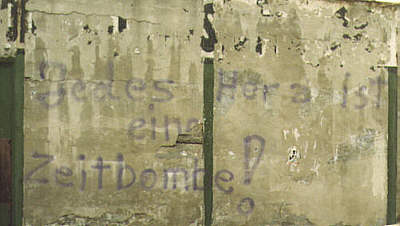 Jedes Herz ist
eine
Zeitbombe!